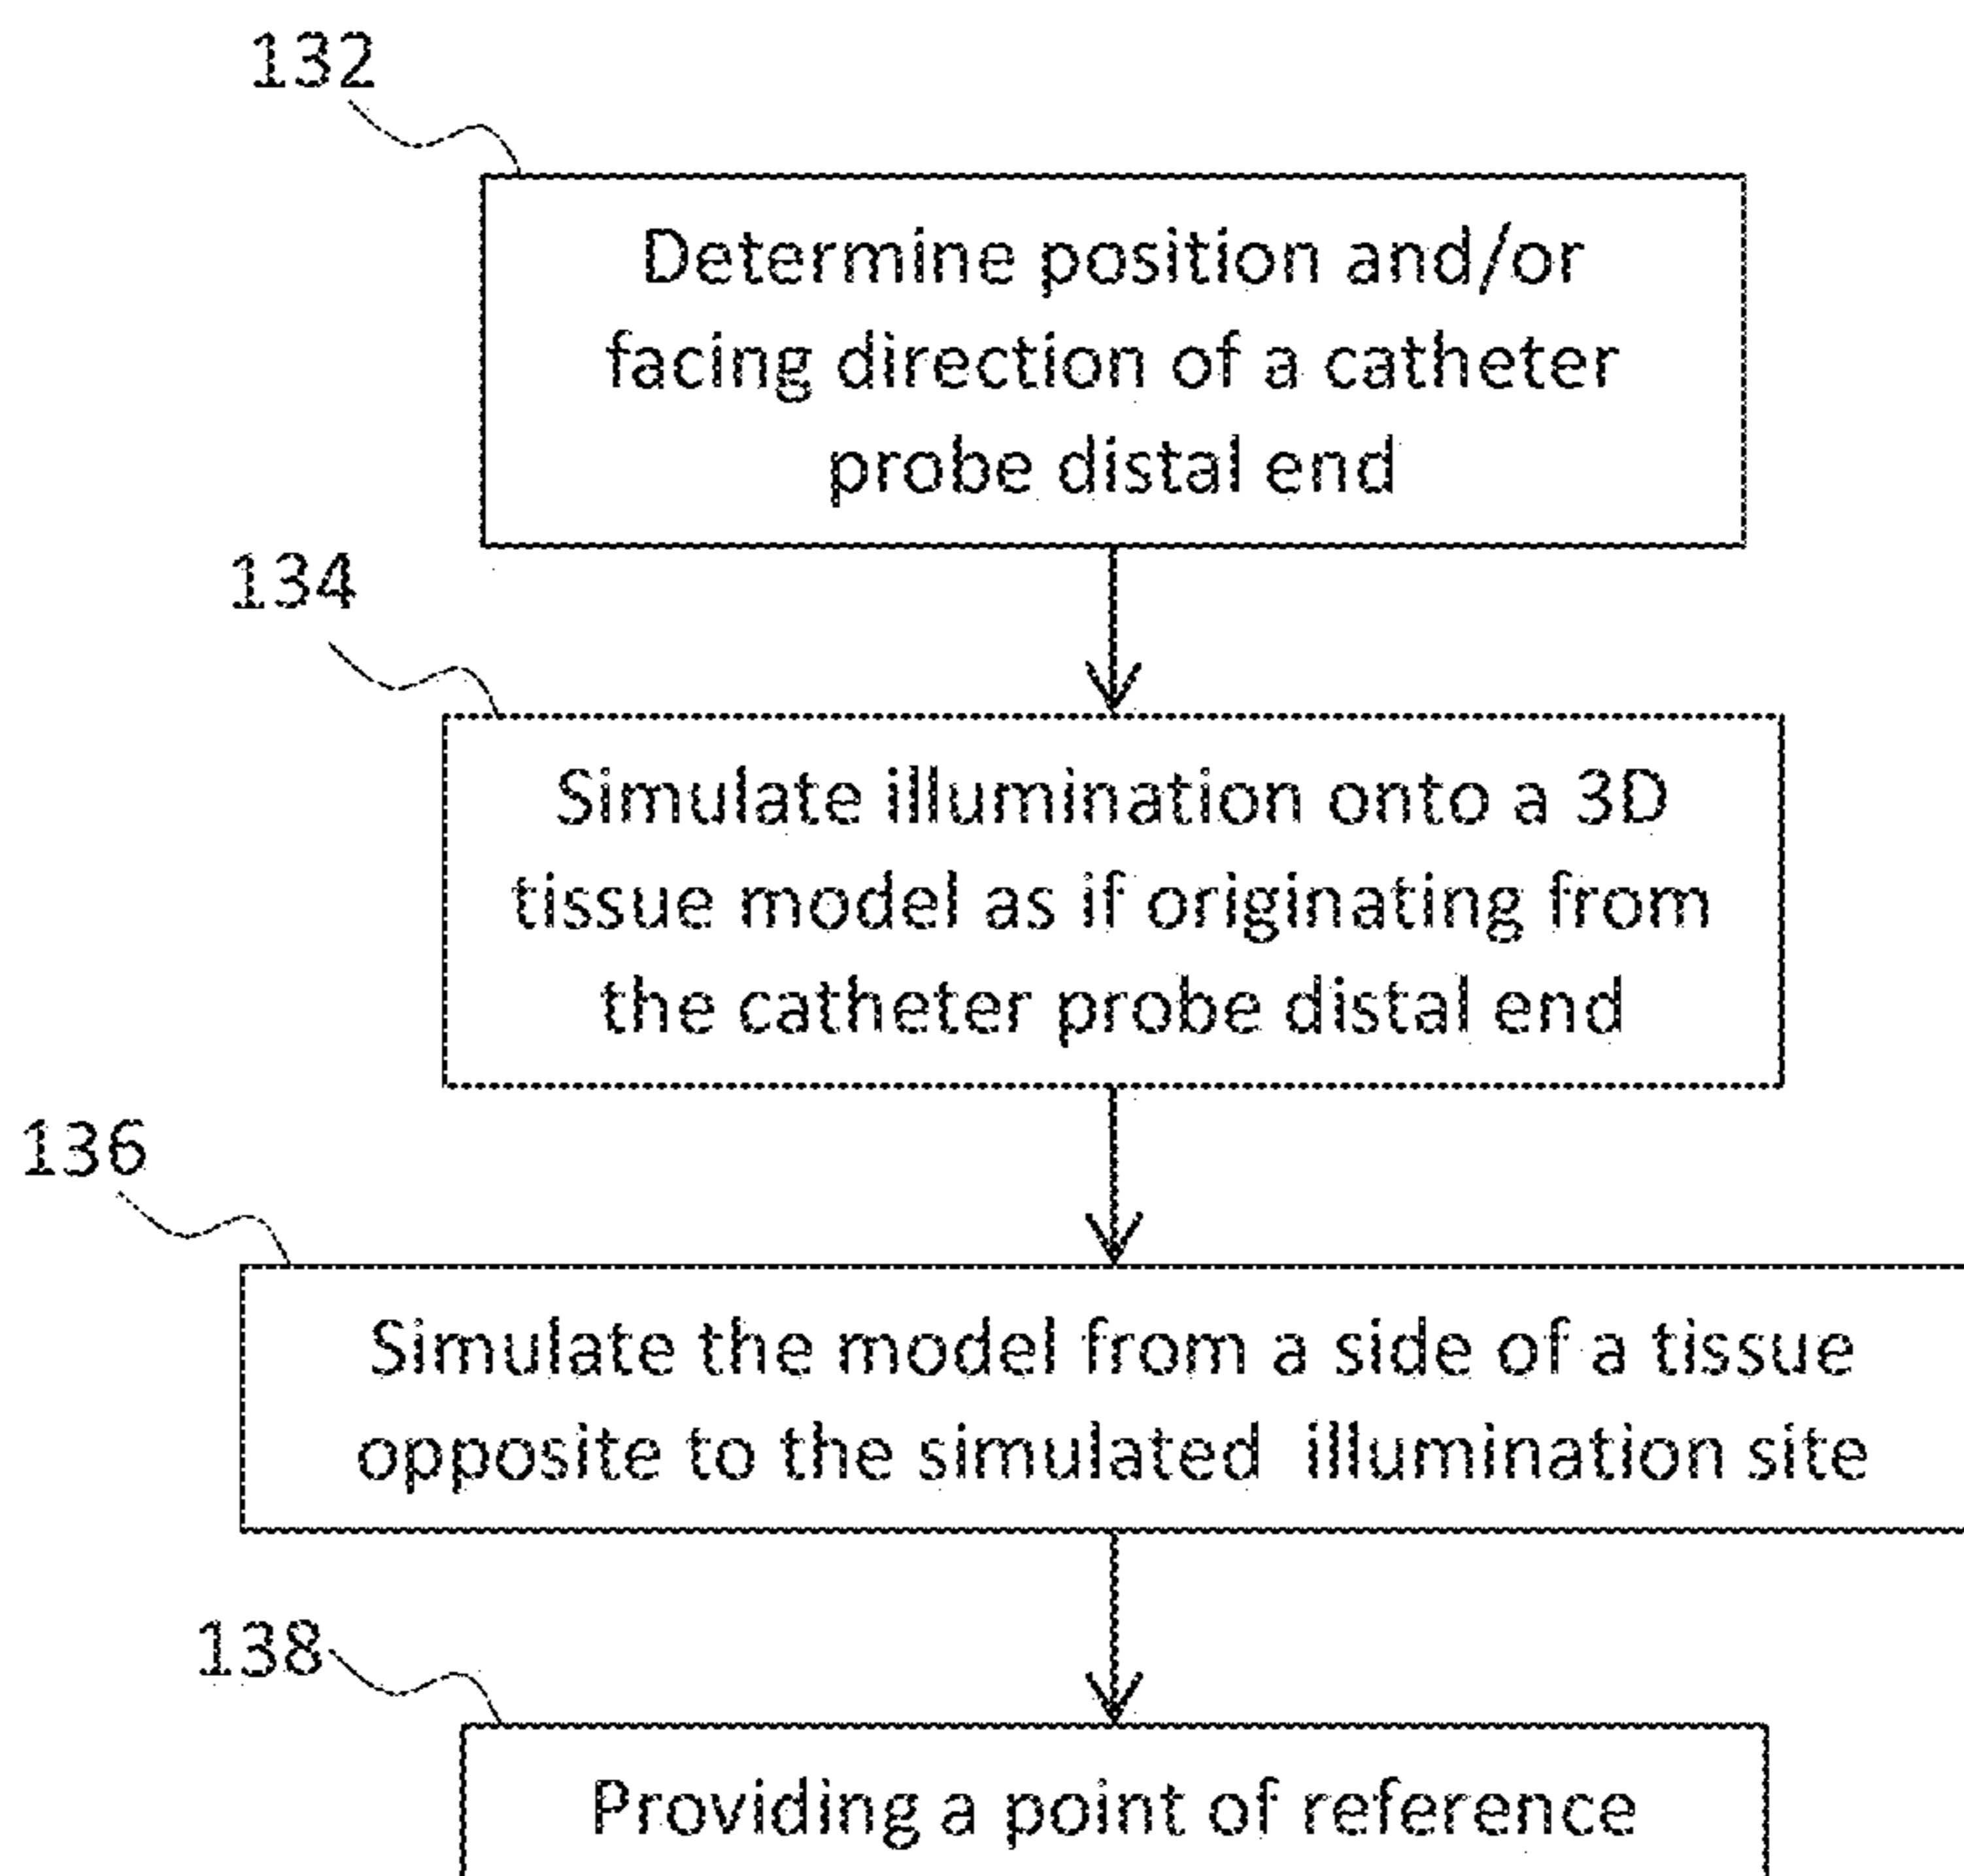 132
Determine position and/or
facing direction of a catheter
probe distal end
134
Simulate illumination onto a 3D
tissue model as if originating from
the catheter probe distal end
136
Simulate the model from a side of a tissue
opposite to the simulated illumination site
138
Providing a point of reference